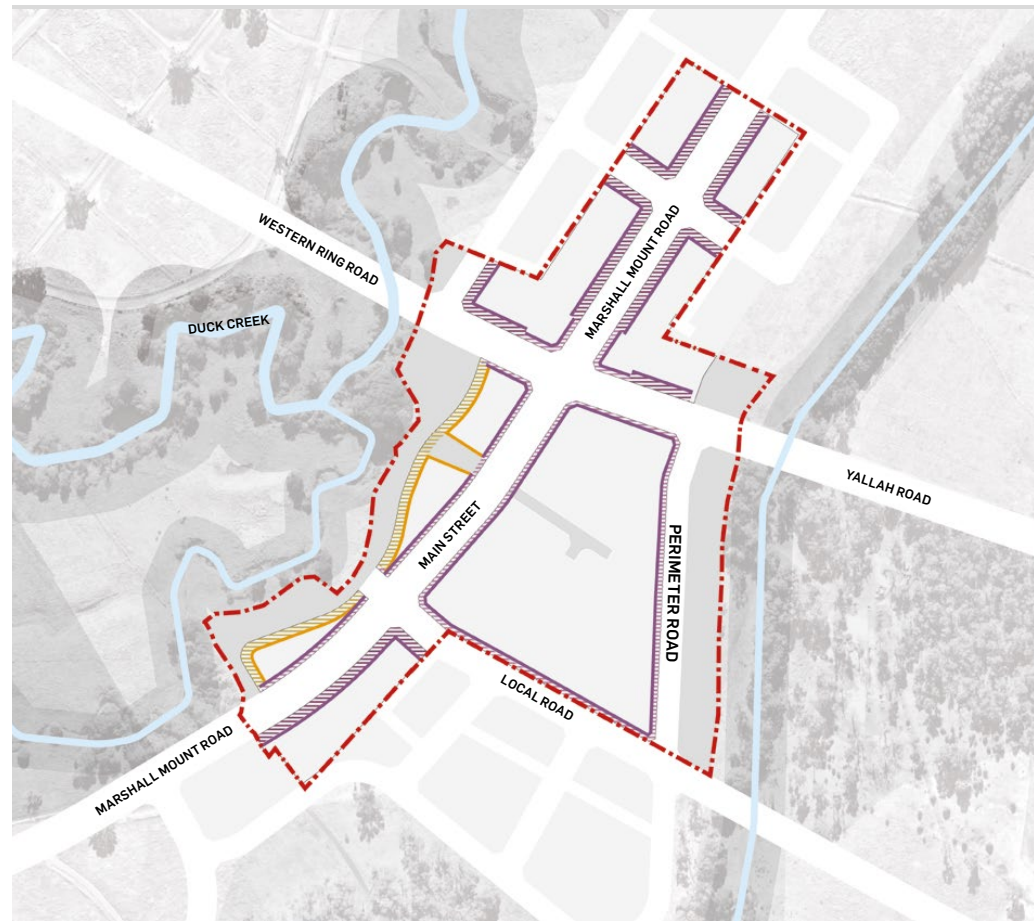 WESTERN RING ROAD
MARSHALL MOUNT ROAD
DUCK CREEK
YALLAH ROAD
MAIN STREET
PERIMETER ROAD
LOCAL ROAD
MARSHALL MOUNT ROAD